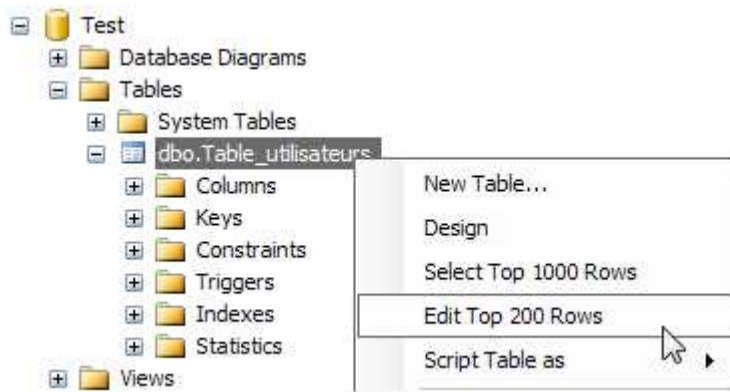 Test
Database Diagrams
Tables
System Tables
dbo.Table_utilisateurs
Columns
Keys
Constraints
Triggers
Indexes
Statistics
Views
New Table...
Design
Select Top 1000 Rows
Edit Top 200 Rows
Script Table as